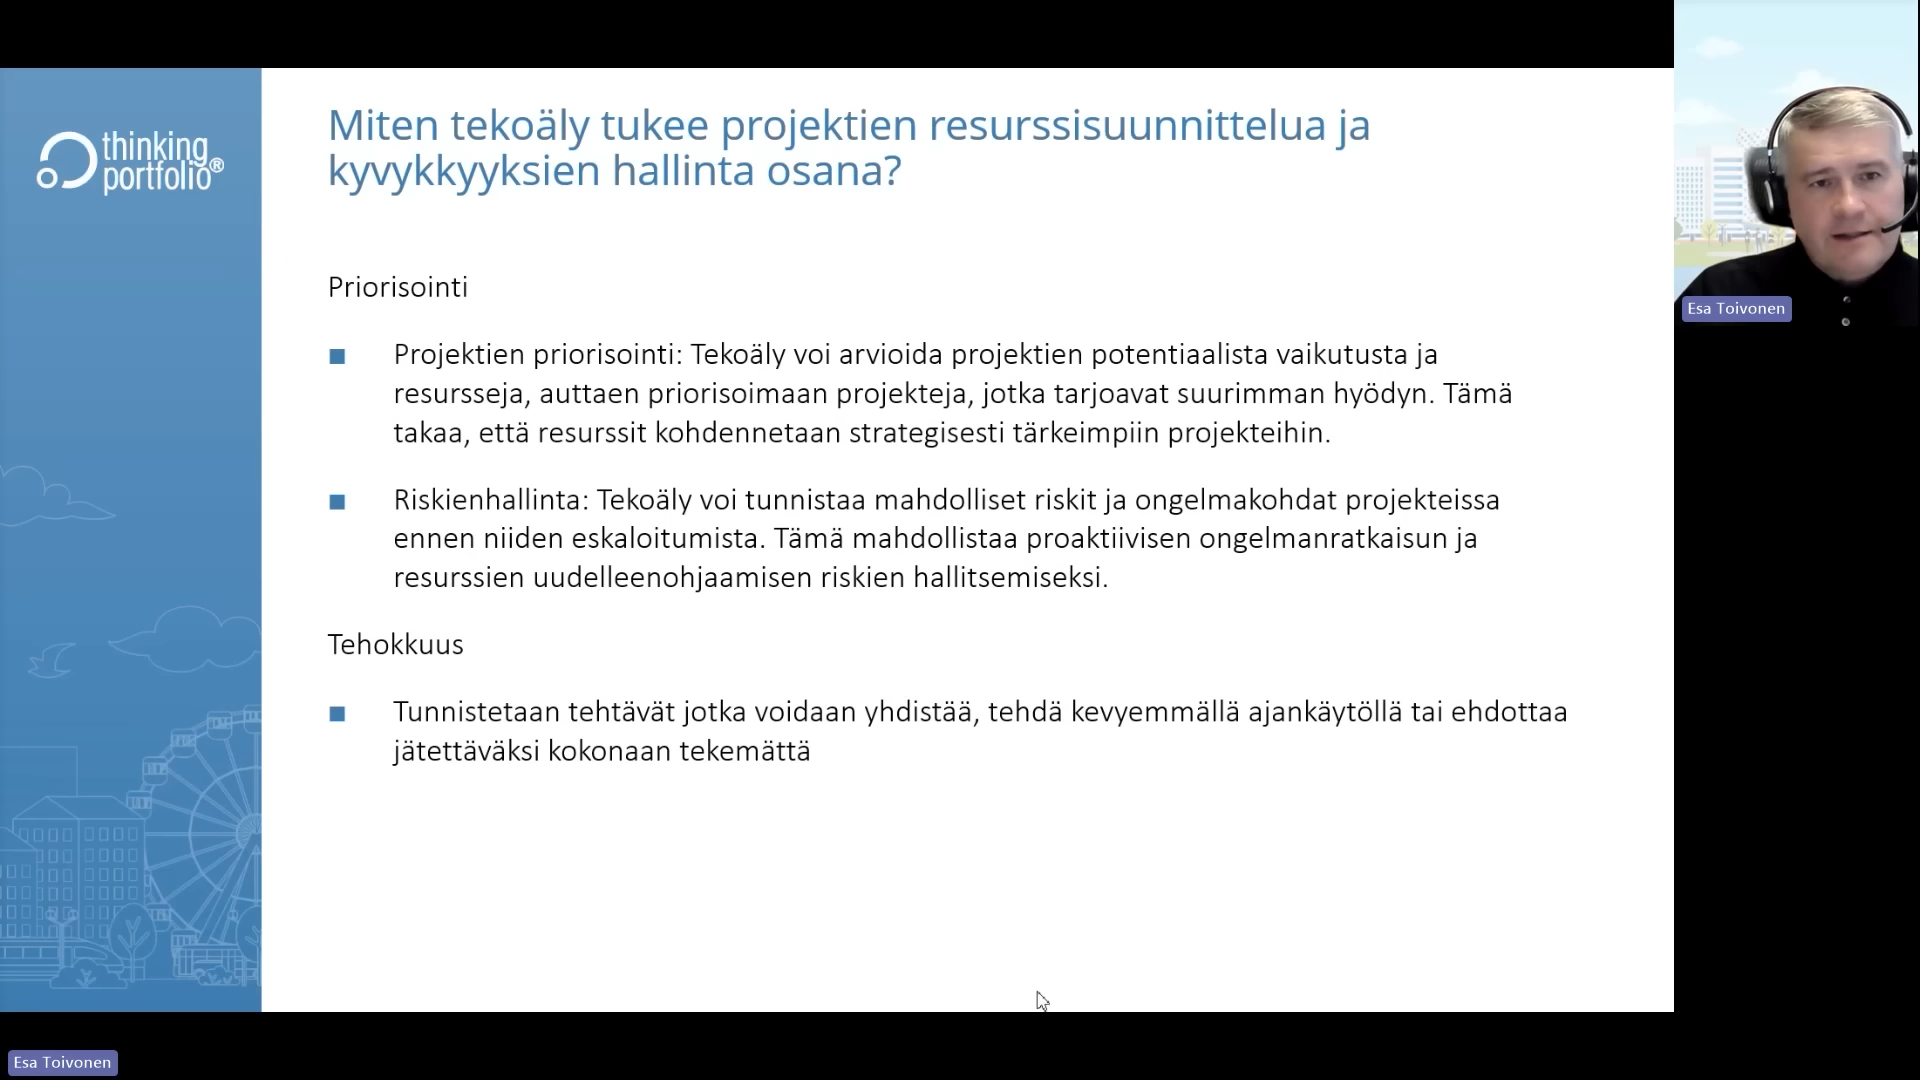 thinking
portfolio®
Miten tekoäly tukee projektien resurssisuunnittelua ja
kyvykkyyksien hallinta osana?
Priorisointi
Projektien priorisointi: Tekoäly voi arvioida projektien potentiaalista vaikutusta ja
resursseja, auttaen priorisoimaan projekteja, jotka tarjoavat suurimman hyödyn. Tämä
takaa, että resurssit kohdennetaan strategisesti tärkeimpiin projekteihin.
Riskienhallinta: Tekoäly voi tunnistaa mahdolliset riskit ja ongelmakohdat projekteissa
ennen niiden eskaloitumista. Tämä mahdollistaa proaktiivisen ongelmanratkaisun ja
resurssien uudelleenohjaamisen riskien hallitsemiseksi.
Tehokkuus
Tunnistetaan tehtävät jotka voidaan yhdistää, tehdä kevyemmällä ajankäytöllä tai ehdottaa
jätettäväksi kokonaan tekemättä
Esa Toivonen
Esa Toivonen